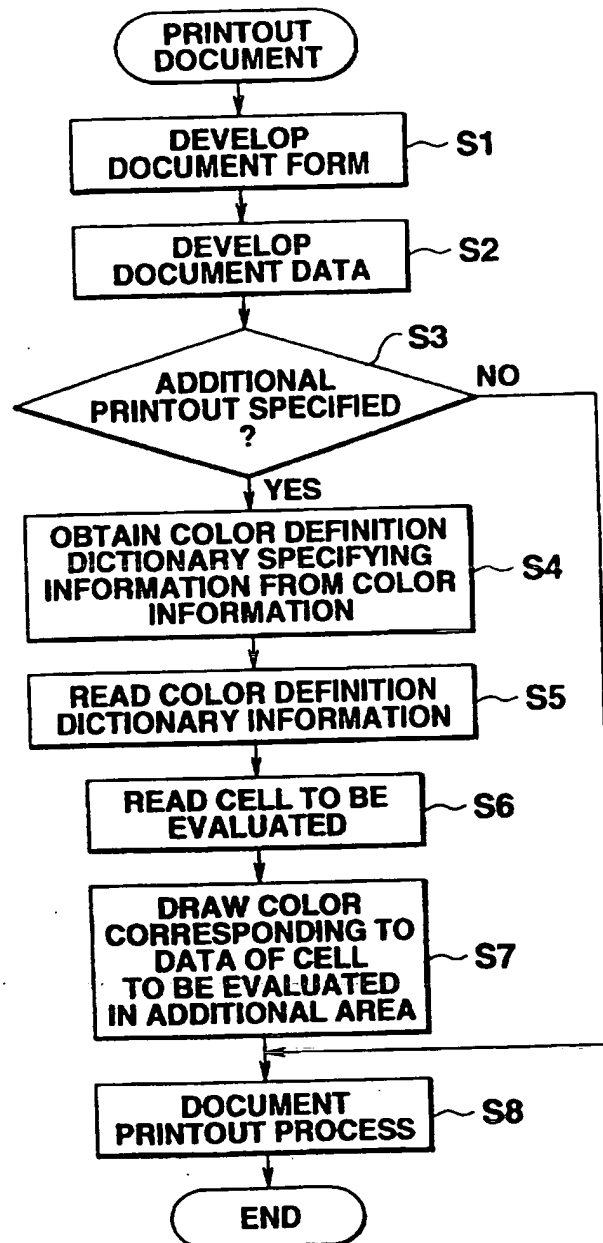 PRINTOUT
DOCUMENT
DEVELOP
DOCUMENT FORM
S1
DEVELOP
DOCUMENT DATA
S2
S3
ADDITIONAL
PRINTOUT SPECIFIED
?
NO
YES
OBTAIN COLOR DEFINITION
DICTIONARY SPECIFYING
INFORMATION FROM COLOR
INFORMATION
S4
READ COLOR DEFINITION
DICTIONARY INFORMATION
S5
READ CELL TO BE
EVALUATED
S6
DRAW COLOR
CORRESPONDING TO
DATA OF CELL
TO BE EVALUATED
IN ADDITIONAL AREA
S7
DOCUMENT
PRINTOUT PROCESS
S8
END